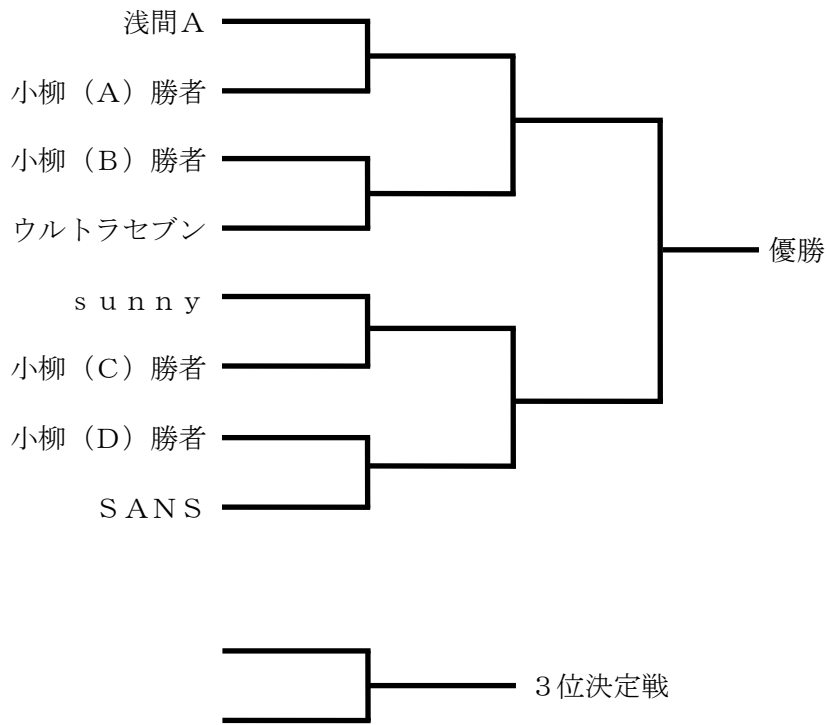 浅間Ａ
小柳（Ａ）勝者
小柳（Ｂ）勝者
ウルトラセブン
優勝
ｓｕｎｎｙ
小柳（Ｃ）勝者
小柳（Ｄ）勝者
ＳＡＮＳ
３位決定戦